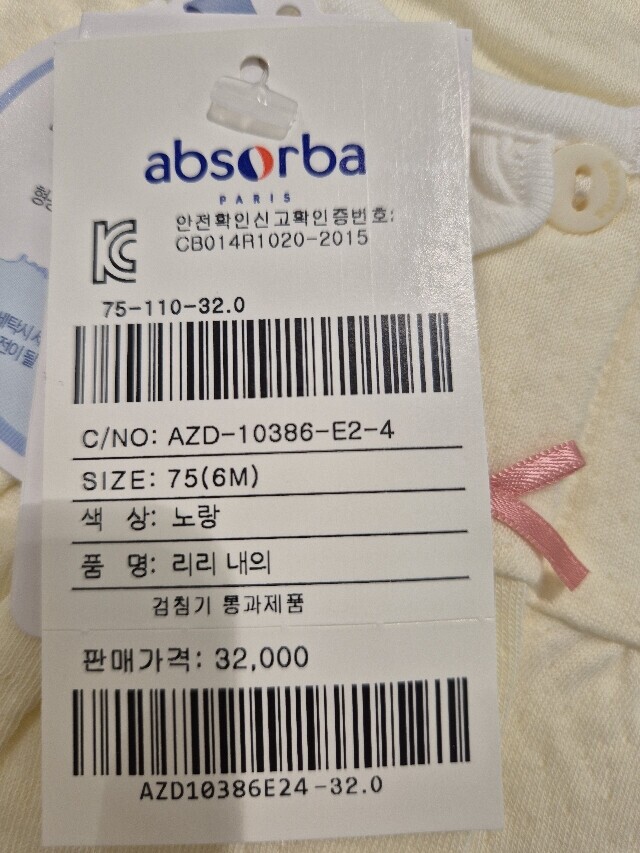 absorba
PARIS
안전확인신고확인증번호:
CB014R1020-2015
75-110-32.0
C/NO: AZD-10386-E2-4
SIZE: 75(6M)
색 상: 노랑
품 명: 리리 내의
검침기 통과제품
판매가격: 32,000
AZD10386E24-32.0